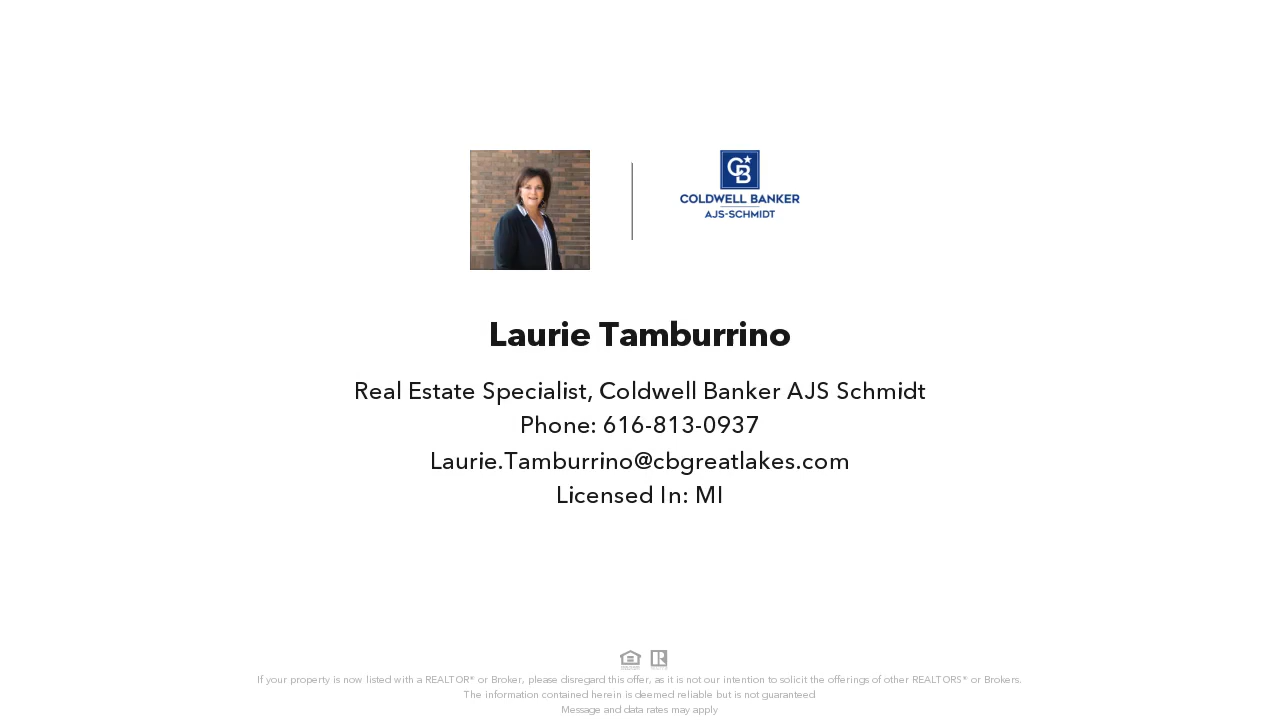 CB
COLDWELL BANKER
AJS-SCHMIDT
Laurie Tamburrino
Real Estate Specialist, Coldwell Banker AJS Schmidt
Phone: 616-813-0937
Laurie.Tamburrino@cbgreatlakes.com
Licensed In: MI
If your property is now listed with a REALTOR® or Broker, please disregard this offer, as it is not our intention to solicit the offerings of other REALTORS® or Brokers.
The information contained herein is deemed reliable but is not guaranteed
Message and data rates may apply